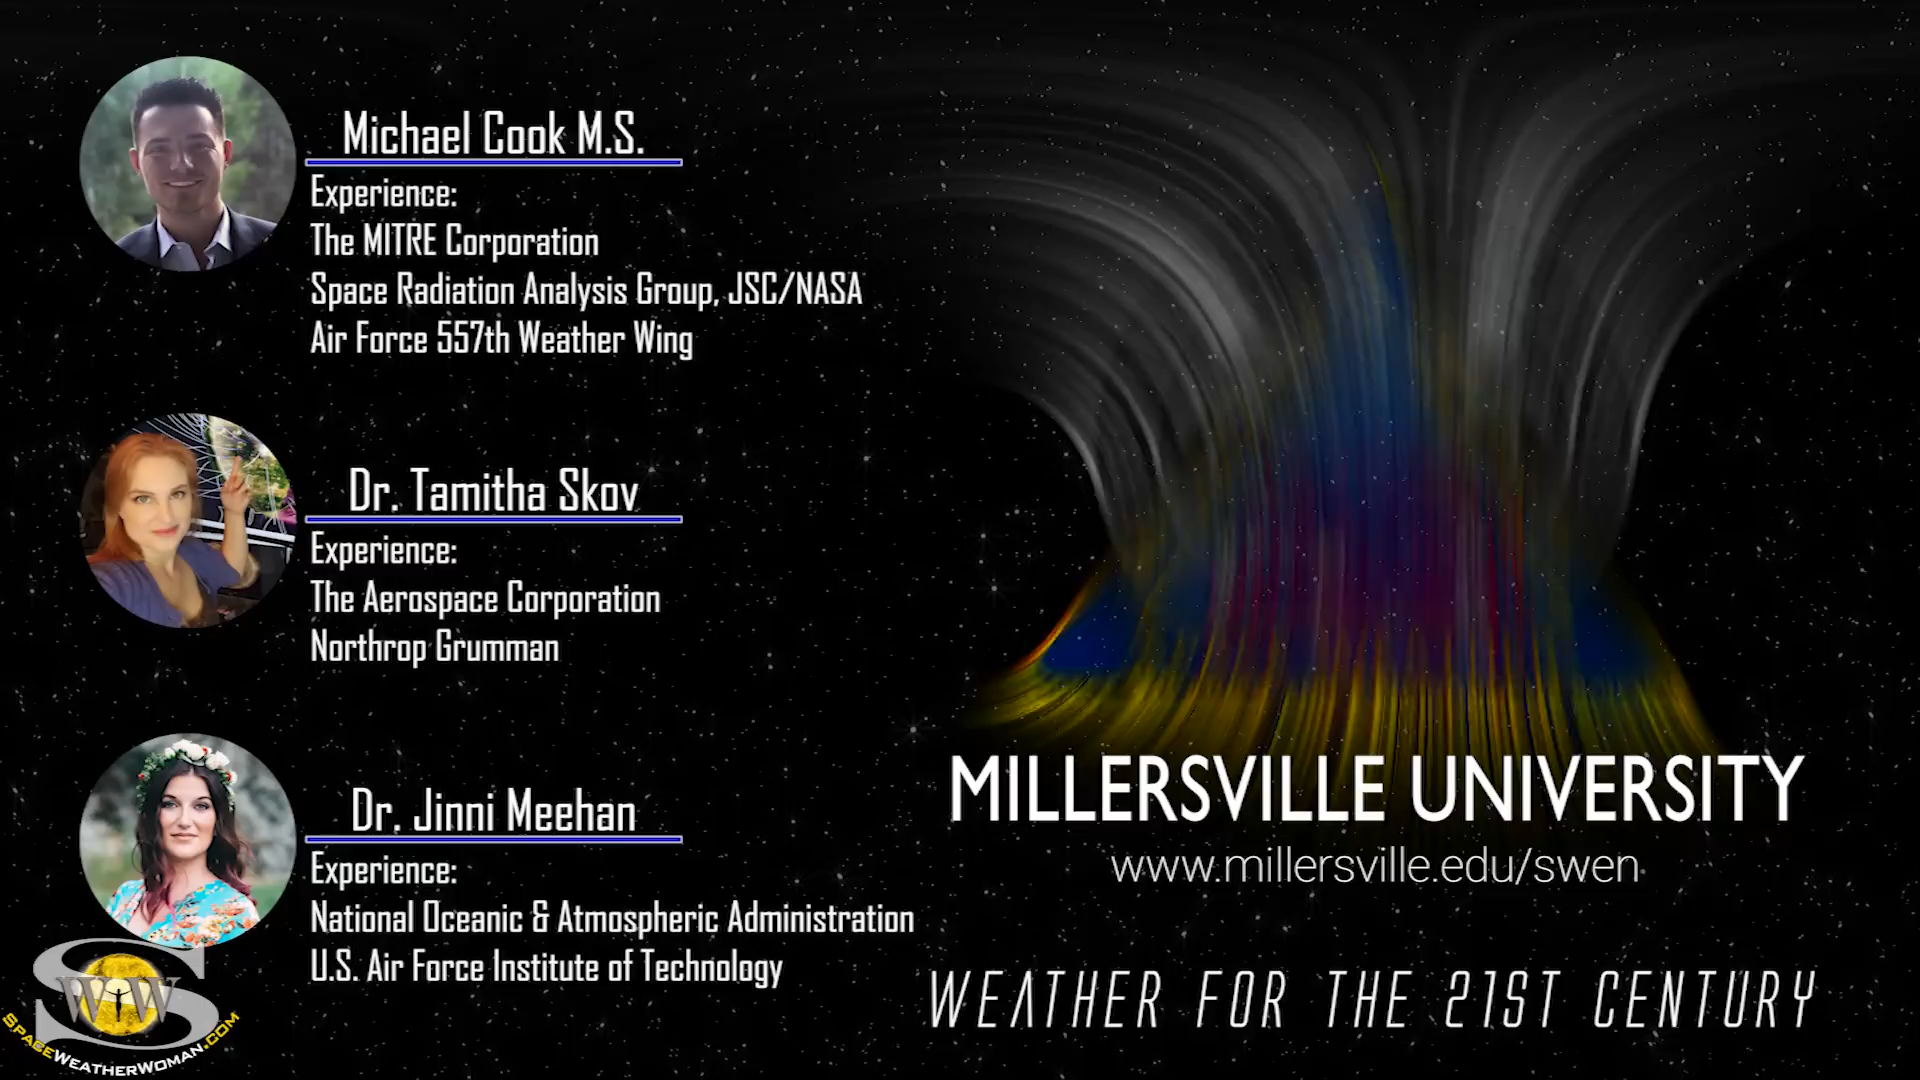 Michael Cook M.S.
Experience:
The MITRE Corporation
Space Radiation Analysis Group, JSC/NASA
Air Force 557th Weather Wing
Dr. Tamitha Skov
Experience:
The Aerospace Corporation
Northrop Grumman
Dr. Jinni Meehan
Experience:
National Oceanic & Atmospheric Administration
U.S. Air Force Institute of Technology
S
WW
SPACEWEATHERWOMAN.COM
MILLERSVILLE UNIVERSITY
www.millersville.edu/swen
WEATHER FOR THE 21ST CENTURY